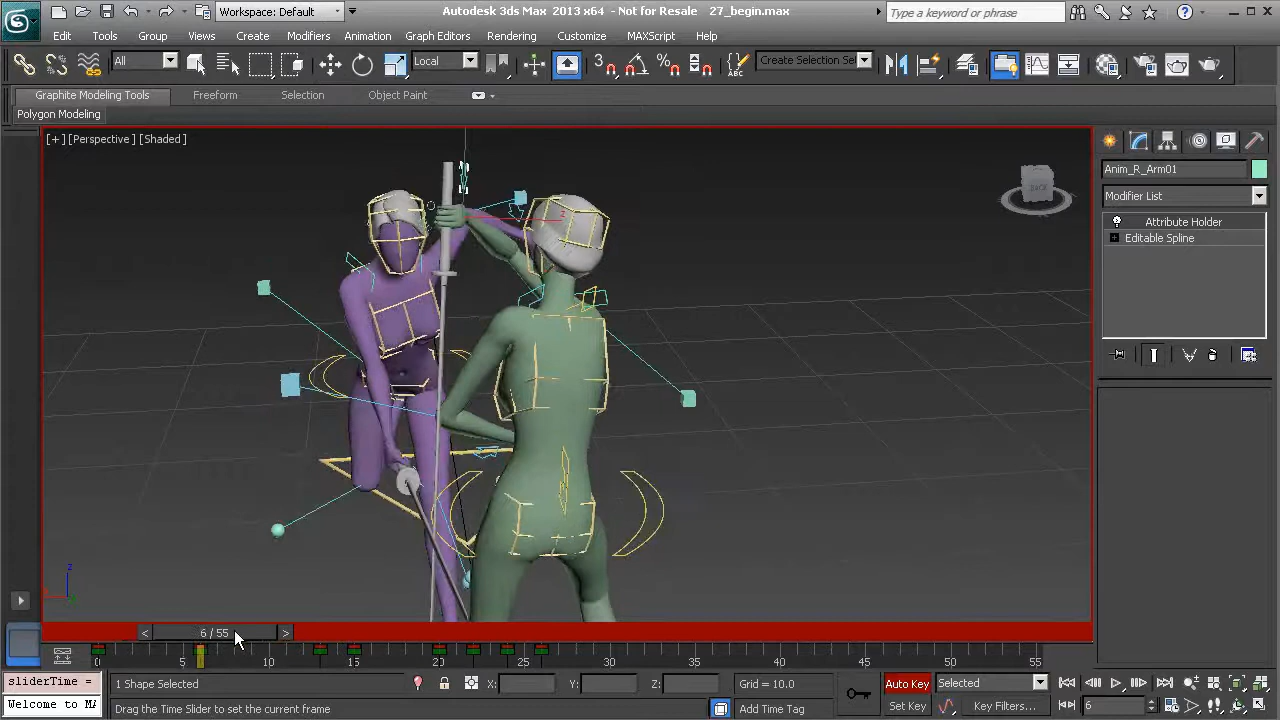 Workspace: Default
Autodesk 3ds Max 2013 x64 - Not for Resale 27_begin.max
Type a keyword or phrase
Edit Tools Group Views Create Modifiers Animation Graph Editors Rendering Customize MAXScript Help
All
Local
Create Selection Se
Graphite Modeling Tools Freeform Selection Object Paint
Polygon Modeling
[+] [Perspective] [Shaded]
BACK
Anim_R_Arm01
Modifier List
Attribute Holder
Editable Spline
z
z
< 6 / 55 >
0 5 10 15 20 25 30 35 40 45 50 55
sliderTime =
1 Shape Selected
X: Y: Z:
Grid = 10.0
Auto Key
Selected
Welcome to MA
Drag the Time Slider to set the current frame
Add Time Tag
Set Key
Key Filters...
6